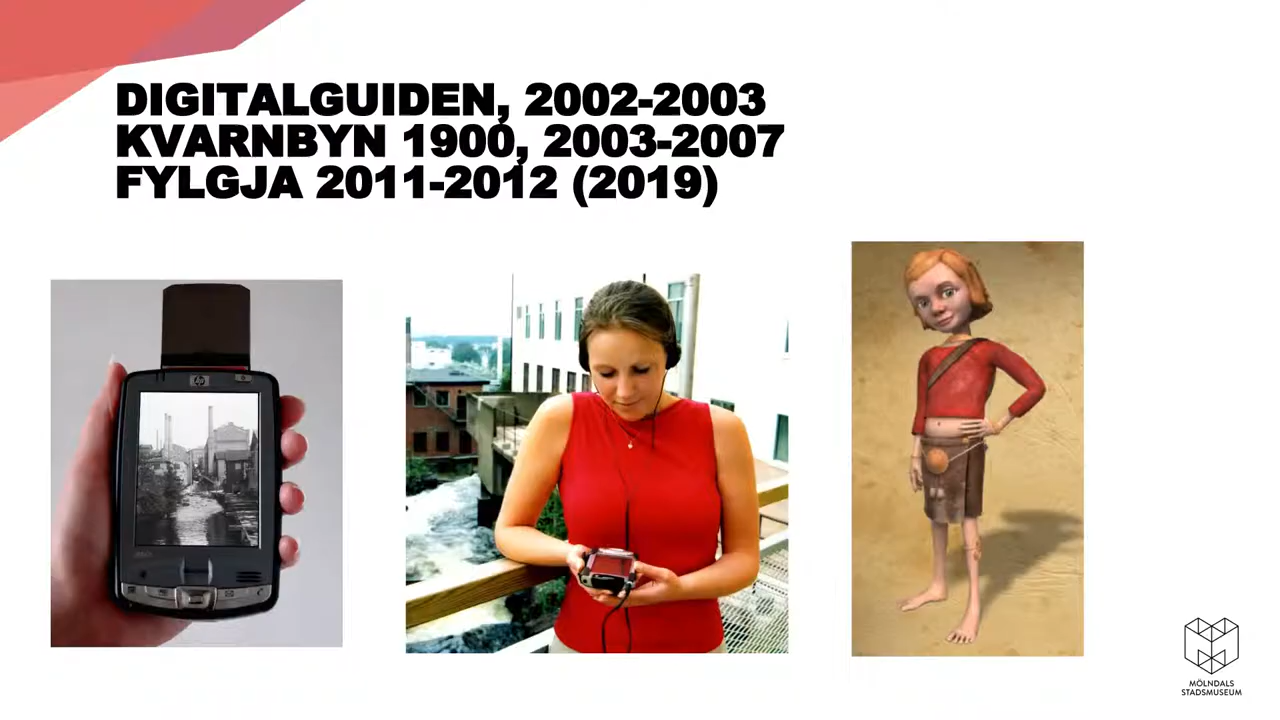 DIGITALGUIDEN, 2002-2003
KVARNBYN 1900, 2003-2007
FYLGJA 2011-2012 (2019)
hp
MÖLNDALS
STADSMUSEUM